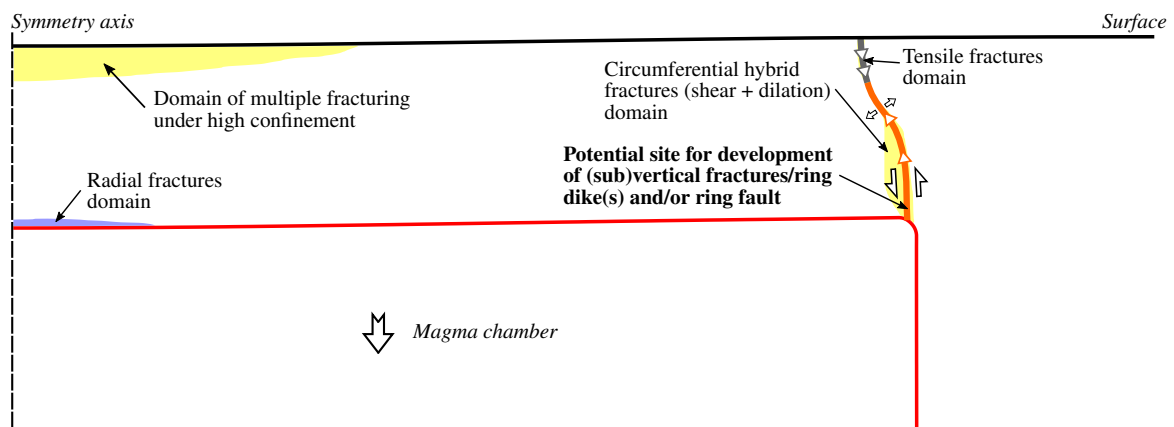 Symmetry axis
Surface
Tensile fractures
domain
Circumferential hybrid
fractures (shear + dilation)
domain
Domain of multiple fracturing
under high confinement
Potential site for development
of (sub)vertical fractures/ring
dike(s) and/or ring fault
Radial fractures
domain
Magma chamber